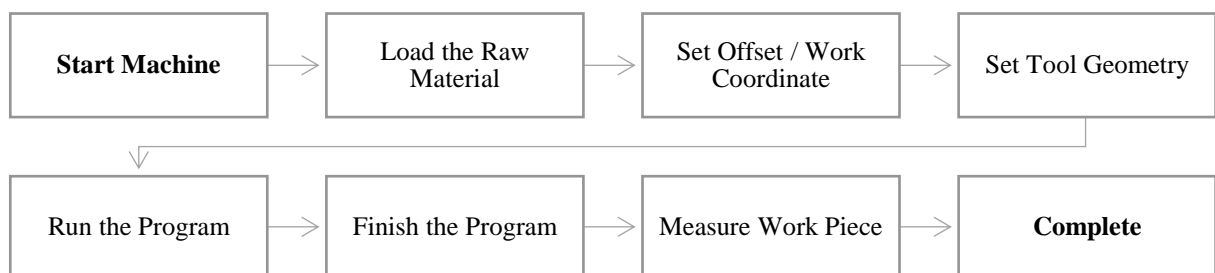 Start Machine
Load the Raw
Material
Set Offset / Work
Coordinate
Set Tool Geometry
Run the Program
Finish the Program
Measure Work Piece
Complete